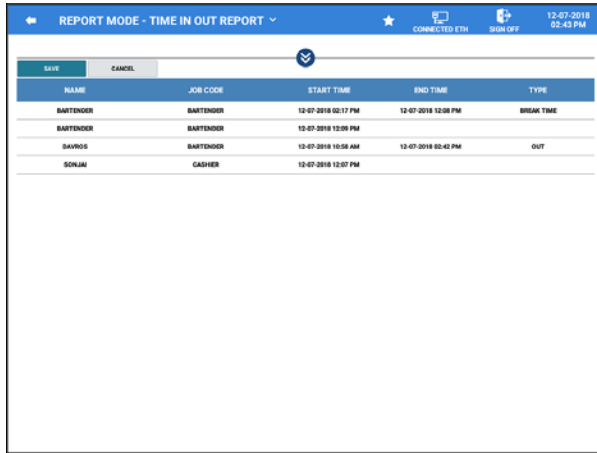 REPORT MODE - TIME IN OUT REPORT
CONNECTED ETH
SIGN OFF
12-07-2018
02:43 PM
SAVE CANCEL
NAME JOB CODE START TIME END TIME TYPE
BARTENDER BARTENDER 12-07-2018 02:17 PM 12-07-2018 12:08 PM BREAK TIME
BARTENDER BARTENDER 12-07-2018 12:09 PM
DAVROS BARTENDER 12-07-2018 10:58 AM 12-07-2018 02:42 PM OUT
SONJAI CASHIER 12-07-2018 12:07 PM